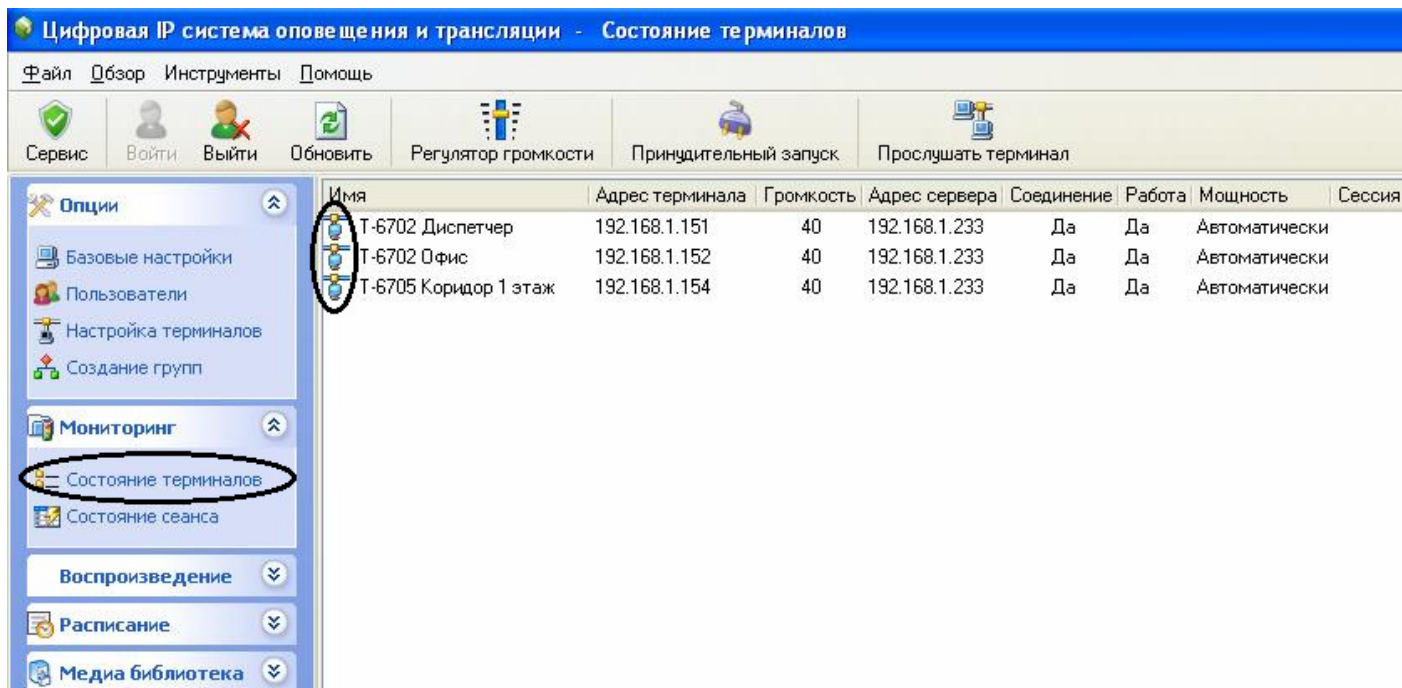 Цифровая IP система оповещения и трансляции - Состояние терминалов
Файл Обзор Инструменты Помощь
Сервис Войти Выйти Обновить Регулятор громкости Принудительный запуск Прослушать терминал
Опции
Базовые настройки
Пользователи
Настройка терминалов
Создание групп
Мониторинг
Состояние терминалов
Состояние сеанса
Воспроизведение
Расписание
Медиа библиотека
Имя Адрес терминала Громкость Адрес сервера Соединение Работа Мощность Сессия
T-6702 Диспетчер 192.168.1.151 40 192.168.1.233 Да Да Автоматически
T-6702 Офис 192.168.1.152 40 192.168.1.233 Да Да Автоматически
T-6705 Коридор 1 этаж 192.168.1.154 40 192.168.1.233 Да Да Автоматически